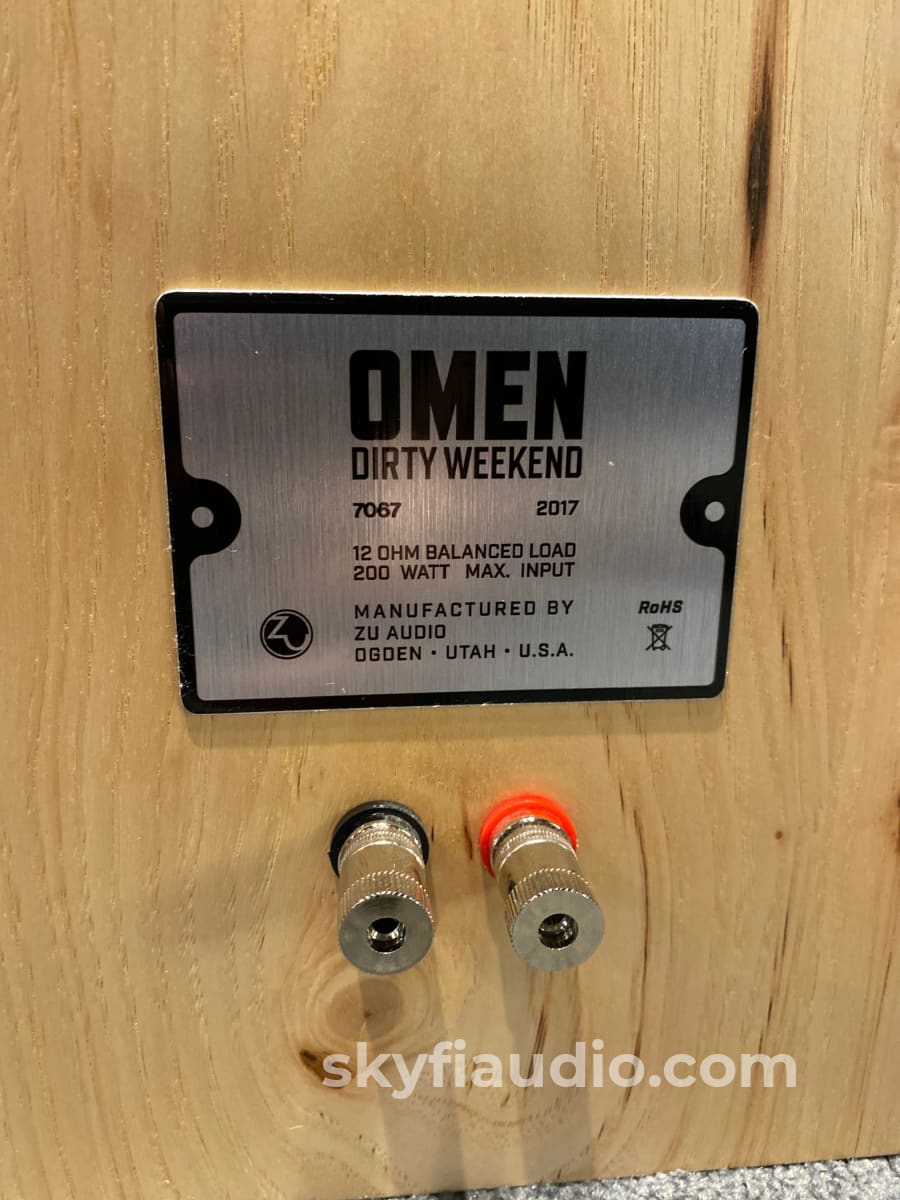 OMEN
DIRTY WEEKEND
7067 2017
12 OHM BALANCED LOAD
200 WATT MAX. INPUT
MANUFACTURED BY
ZU AUDIO
OGDEN • UTAH • U.S.A.
ZU
RoHS
skyfiaudio.com